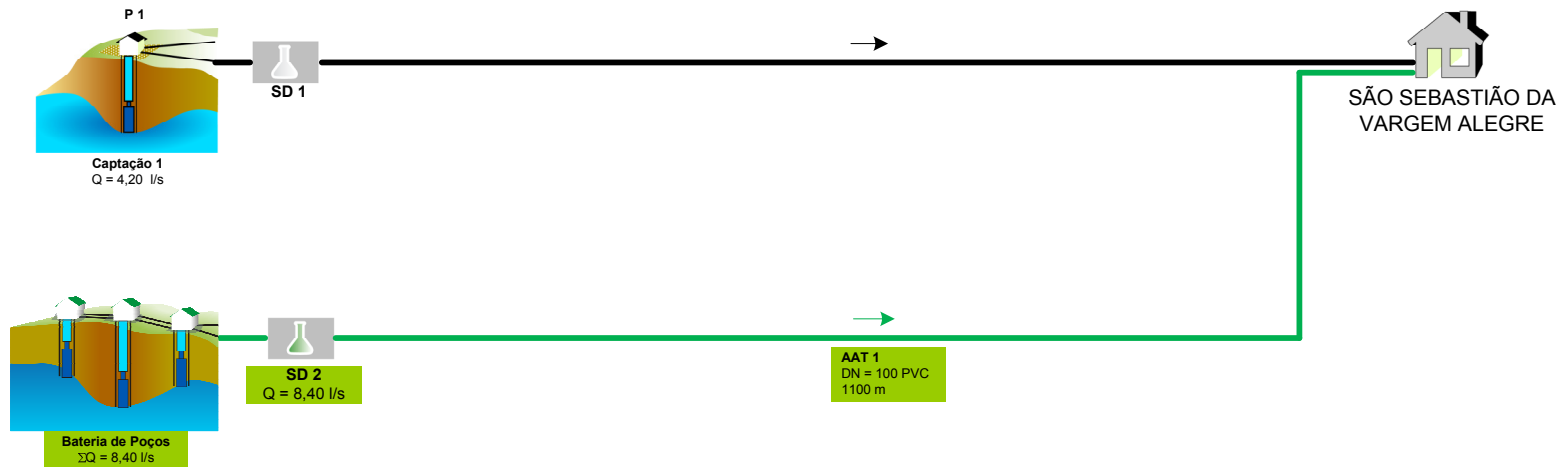 P 1
SD 1
Captação 1
Q = 4,20 l/s
SÃO SEBASTIÃO DA
VARGEM ALEGRE
SD 2
Q = 8,40 l/s
AAT 1
DN = 100 PVC
1100 m
Bateria de Poços
ΣQ = 8,40 l/s